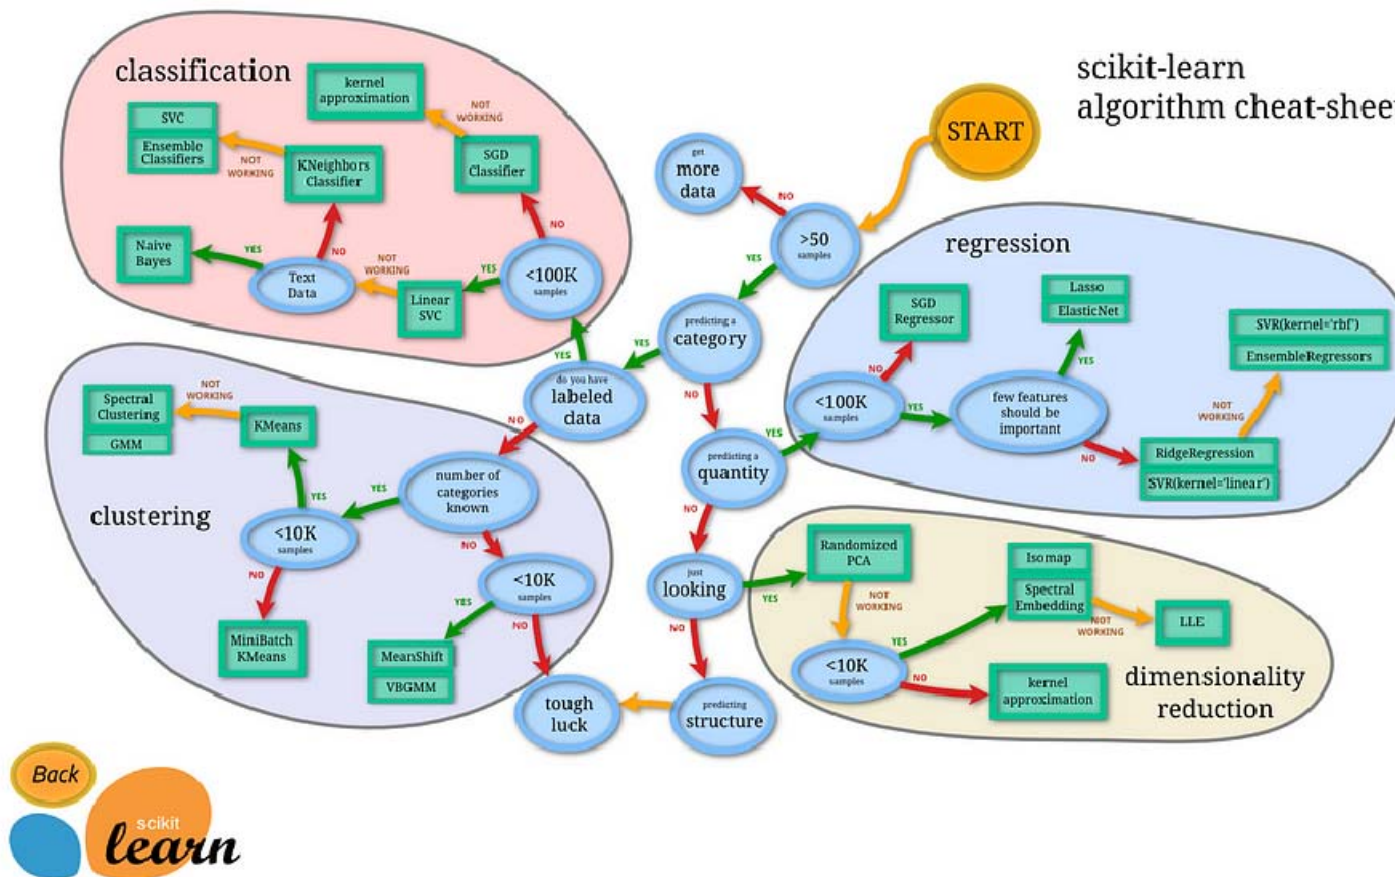 scikit-learn
algorithm cheat-shee
START
get
more
data
NO
>50
samples
YES
predicting a
category
YES
NO
do you have
labeled
data
YES
NO
predicting a
quantity
YES
NO
just
looking
YES
NO
predicting
structure
tough
luck
classification
kernel
approximation
NOT
WORKING
SVC
Ensemble
Classifiers
NOT
WORKING
KNeighbors
Classifier
SGD
Classifier
NO
Naive
Bayes
YES
NO
Text
Data
NOT
WORKING
Linear
SVC
YES
<100K
samples
regression
SGD
Regressor
Lasso
ElasticNet
SVR(kernel='rbf')
EnsembleRegressors
NO
YES
<100K
samples
YES
few features
should be
important
NOT
WORKING
NO
RidgeRegression
SVR(kernel='linear')
clustering
Spectral
Clustering
GMM
NOT
WORKING
KMeans
YES
YES
number of
categories
known
<10K
samples
NO
NO
<10K
samples
YES
NO
MiniBatch
KMeans
MeanShift
VBGMM
dimensionality
reduction
Randomized
PCA
NOT
WORKING
Isomap
Spectral
Embedding
YES
NOT
WORKING
LLE
<10K
samples
NO
kernel
approximation
Back
scikit
learn